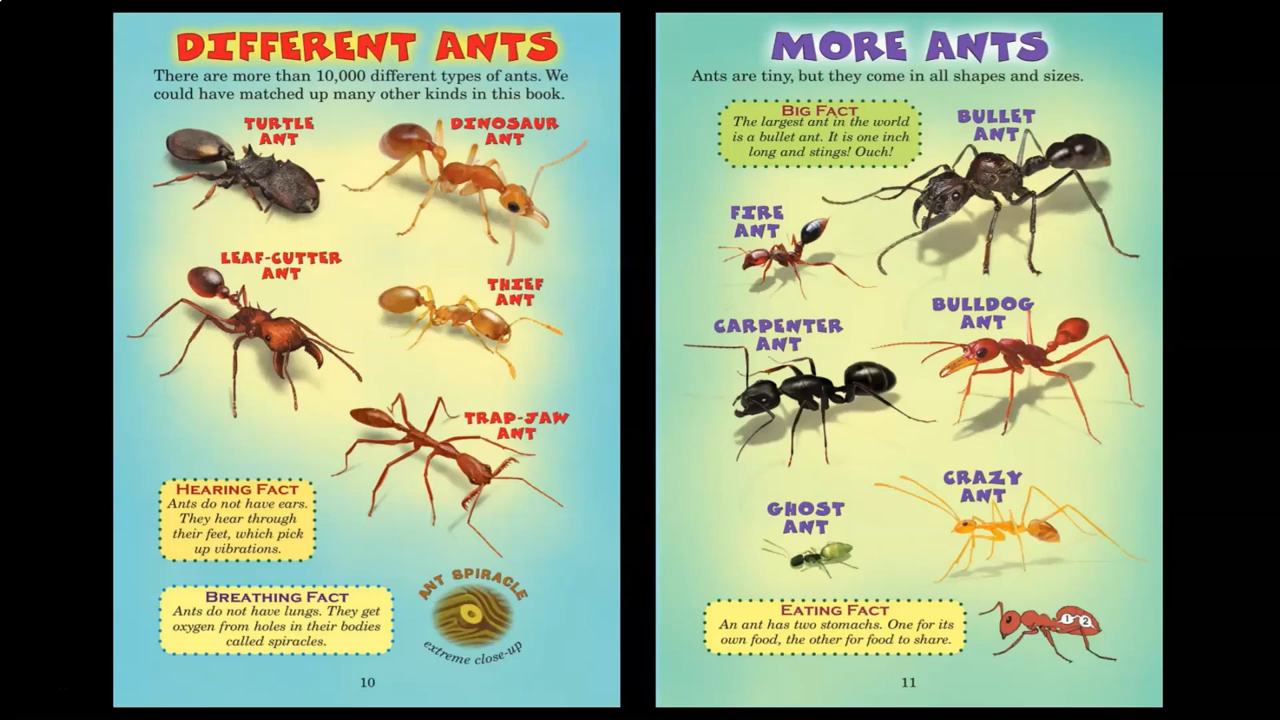 DIFFERENT ANTS
There are more than 10,000 different types of ants. We
could have matched up many other kinds in this book.
TURTLE
ANT
DINOSAUR
ANT
LEAF-CUTTER
ANT
THIEF
ANT
TRAP-JAW
ANT
HEARING FACT
Ants do not have ears.
They hear through
their feet, which pick
up vibrations.
BREATHING FACT
Ants do not have lungs. They get
oxygen from holes in their bodies
called spiracles.
ANT SPIRACLE
extreme close-up
10
MORE ANTS
Ants are tiny, but they come in all shapes and sizes.
BIG FACT
The largest ant in the world
is a bullet ant. It is one inch
long and stings! Ouch!
BULLET
ANT
FIRE
ANT
CARPENTER
ANT
BULLDOG
ANT
GHOST
ANT
CRAZY
ANT
EATING FACT
An ant has two stomachs. One for its
own food, the other for food to share.
1 2
11